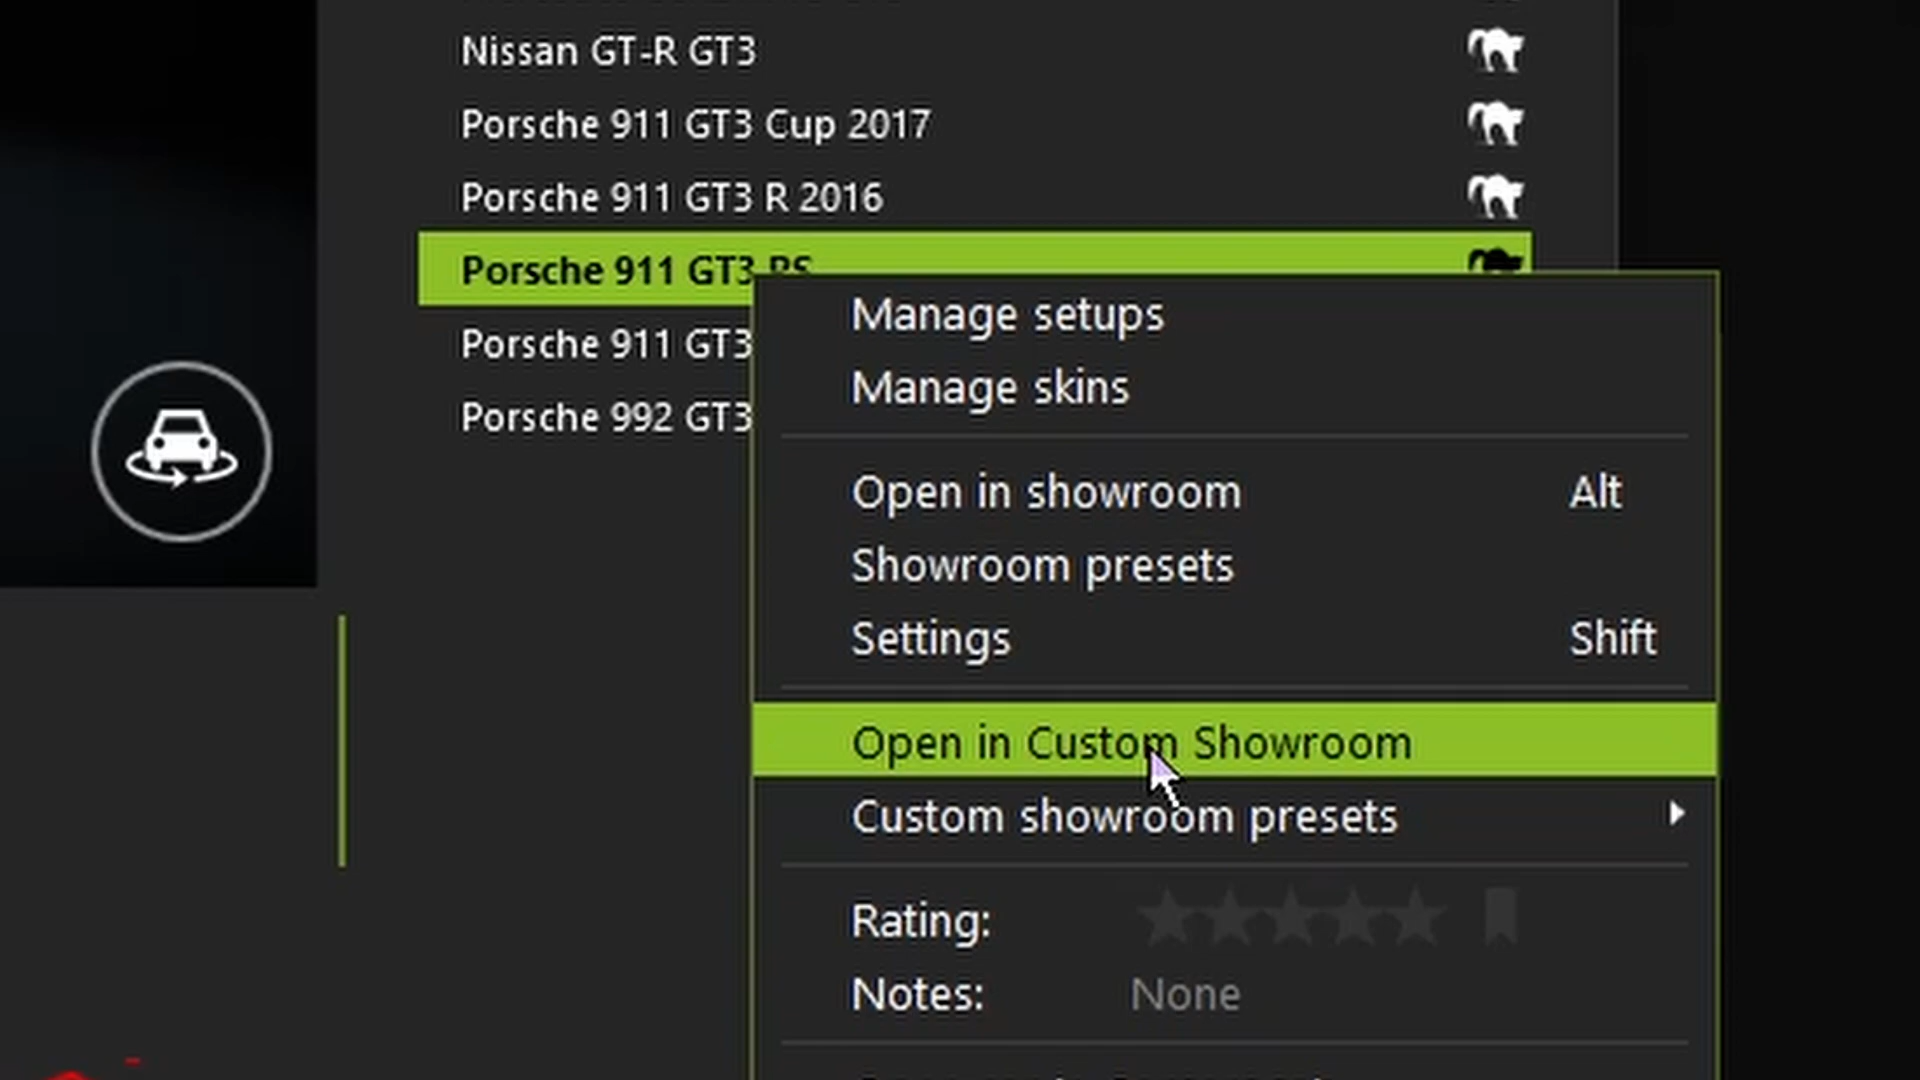 Nissan GT-R GT3
Porsche 911 GT3 Cup 2017
Porsche 911 GT3 R 2016
Porsche 911 GT3 RS
Porsche 911 GT3
Porsche 992 GT3
Manage setups
Manage skins
Open in showroom Alt
Showroom presets
Settings Shift
Open in Custom Showroom
Custom showroom presets
Rating:
Notes: None